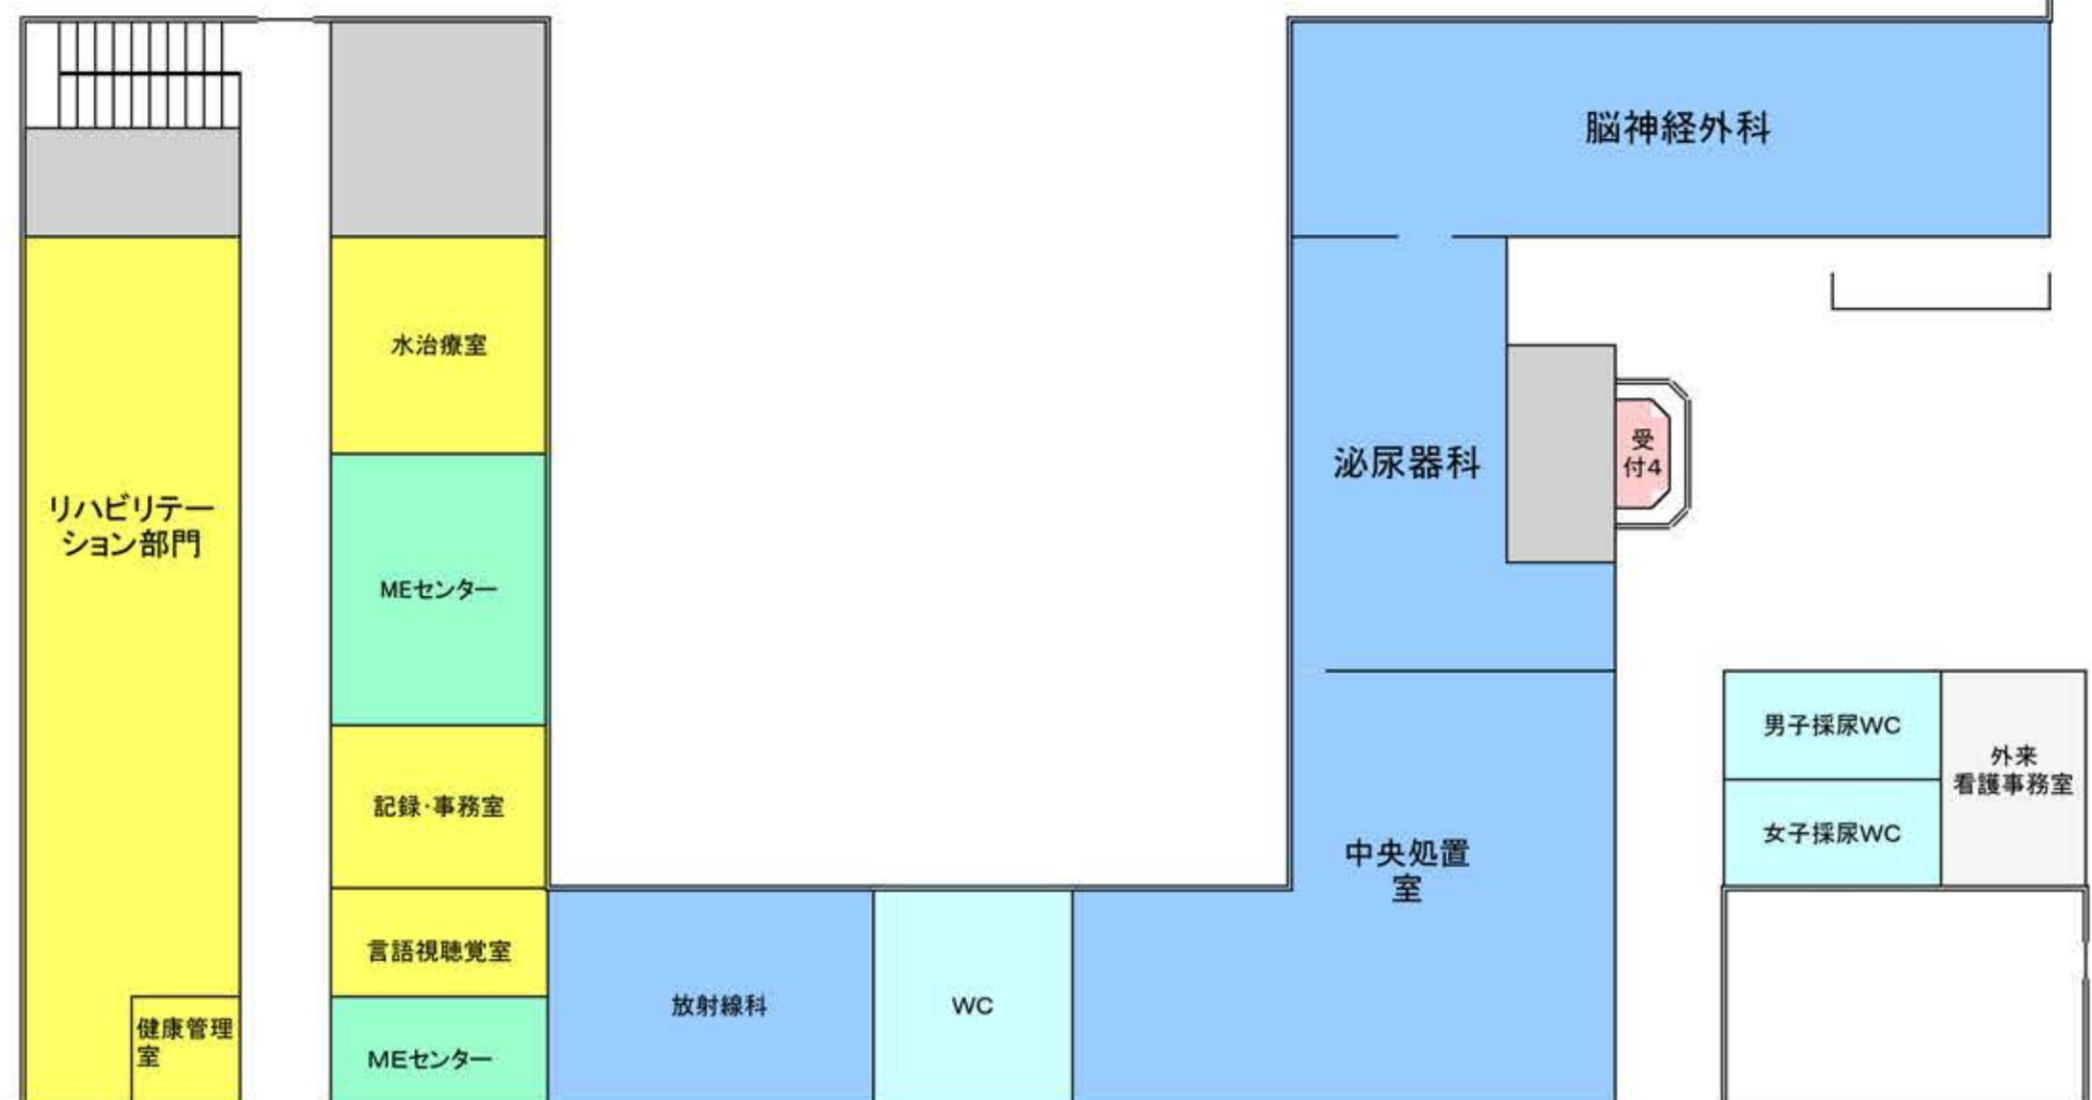 脳神経外科
水治療室
受
付4
泌尿器科
リハビリテー
ション部門
MEセンター
男子採尿WC
外来
看護事務室
記録・事務室
女子採尿WC
中央処置
室
言語視聴覚室
放射線科
WC
健康管理
室
MEセンター